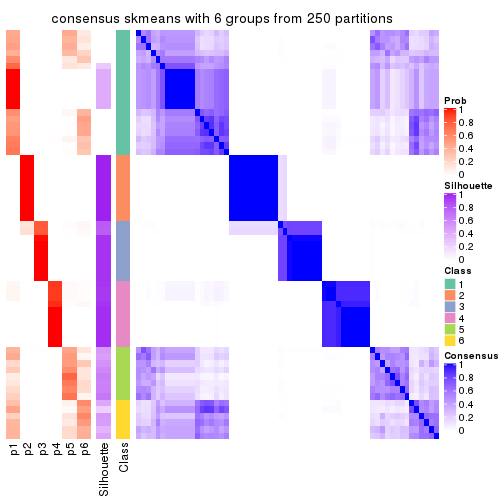 consensus skmeans with 6 groups from 250 partitions
Prob
1
0.8
0.6
0.4
0.2
0
Silhouette
1
0.8
0.6
0.4
0.2
0
Class
1
2
3
4
5
6
Consensus
1
0.8
0.6
0.4
0.2
0
p1
p2
p3
p4
p5
p6
Silhouette
Class